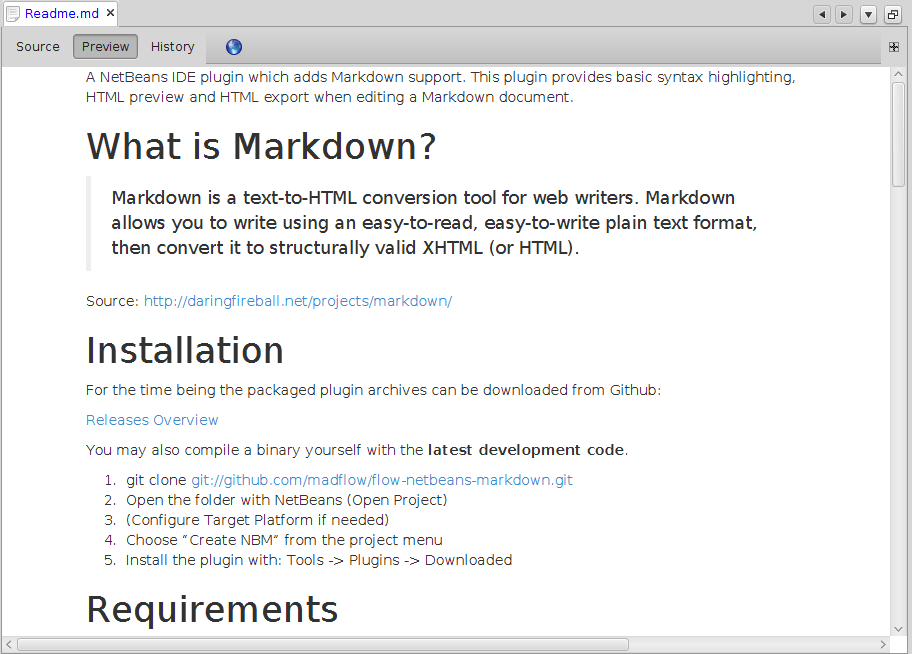 Readme.md
Source Preview History
A NetBeans IDE plugin which adds Markdown support. This plugin provides basic syntax highlighting,
HTML preview and HTML export when editing a Markdown document.
What is Markdown?
Markdown is a text-to-HTML conversion tool for web writers. Markdown
allows you to write using an easy-to-read, easy-to-write plain text format,
then convert it to structurally valid XHTML (or HTML).
Source: http://daringfireball.net/projects/markdown/
Installation
For the time being the packaged plugin archives can be downloaded from Github:
Releases Overview
You may also compile a binary yourself with the latest development code.
1. git clone git://github.com/madflow/flow-netbeans-markdown.git
2. Open the folder with NetBeans (Open Project)
3. (Configure Target Platform if needed)
4. Choose “Create NBM” from the project menu
5. Install the plugin with: Tools -> Plugins -> Downloaded
Requirements